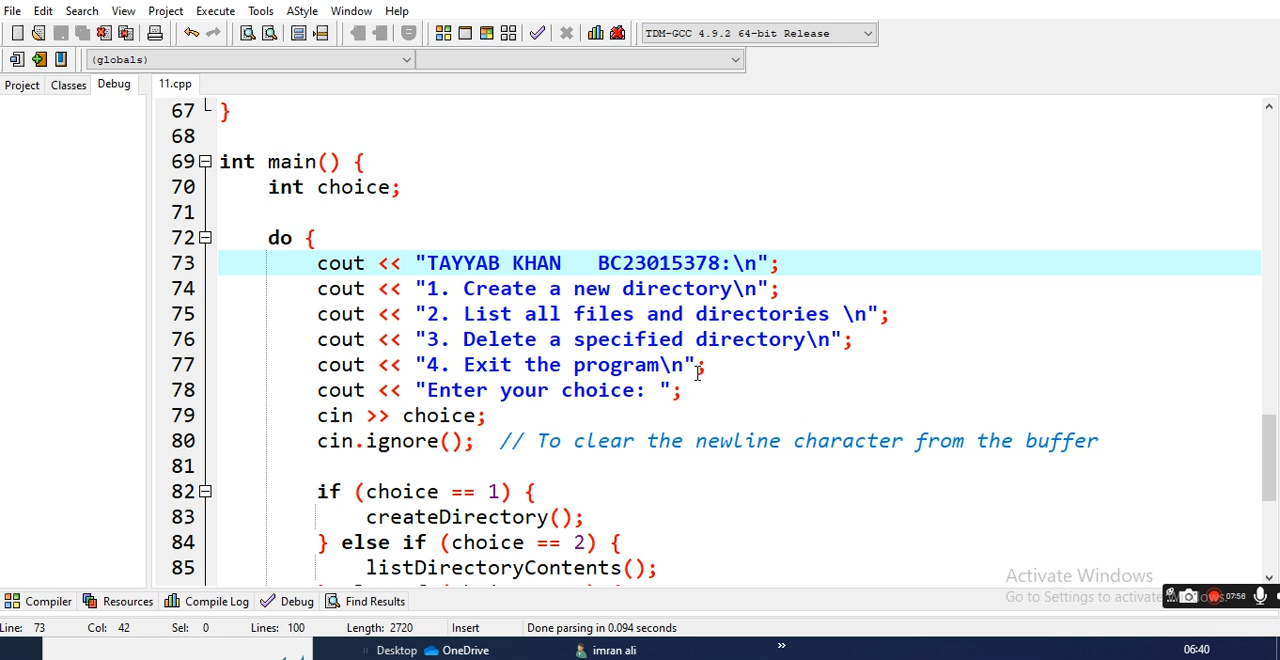 File Edit Search View Project Execute Tools AStyle Window Help
TDM-GCC 4.9.2 64-bit Release
(globals)
Project Classes Debug 11.cpp
67 }
68
69 int main() {
70 int choice;
71
72 do {
73 cout << "TAYYAB KHAN   BC23015378:\n";
74 cout << "1. Create a new directory\n";
75 cout << "2. List all files and directories \n";
76 cout << "3. Delete a specified directory\n";
77 cout << "4. Exit the program\n";
78 cout << "Enter your choice: ";
79 cin >> choice;
80 cin.ignore();  // To clear the newline character from the buffer
81
82 if (choice == 1) {
83 createDirectory();
84 } else if (choice == 2) {
85 listDirectoryContents();
Activate Windows
Go to Settings to activate Windows.
07:56
Compiler Resources Compile Log Debug Find Results
Line: 73 Col: 42 Sel: 0 Lines: 100 Length: 2720 Insert Done parsing in 0.094 seconds
Desktop OneDrive imran ali » 06:40